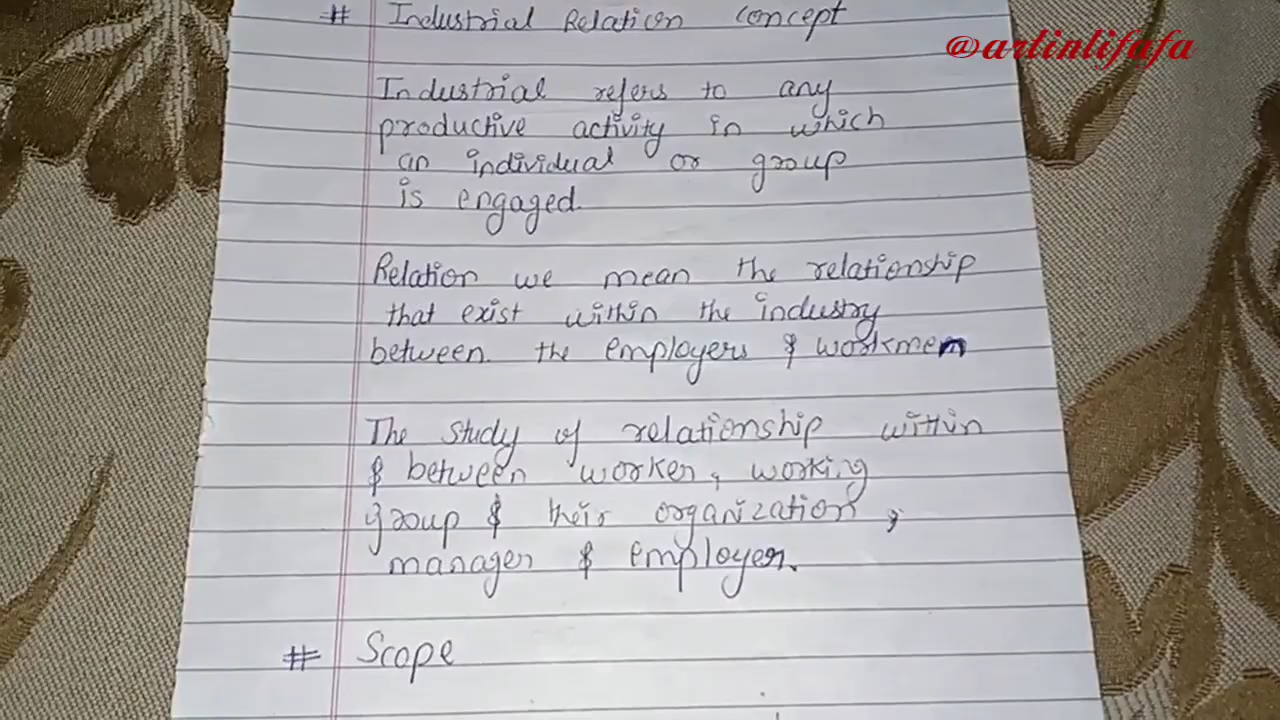 # Industrial Relation concept
@artinlifafa
Industrial refers to any
productive activity in which
an individual or group
is engaged.
Relation we mean the relationship
that exist within the industry
between the employers & workmen
The study of relationship within
& between worker, working
group & their organization,
manager & employer.
# Scope